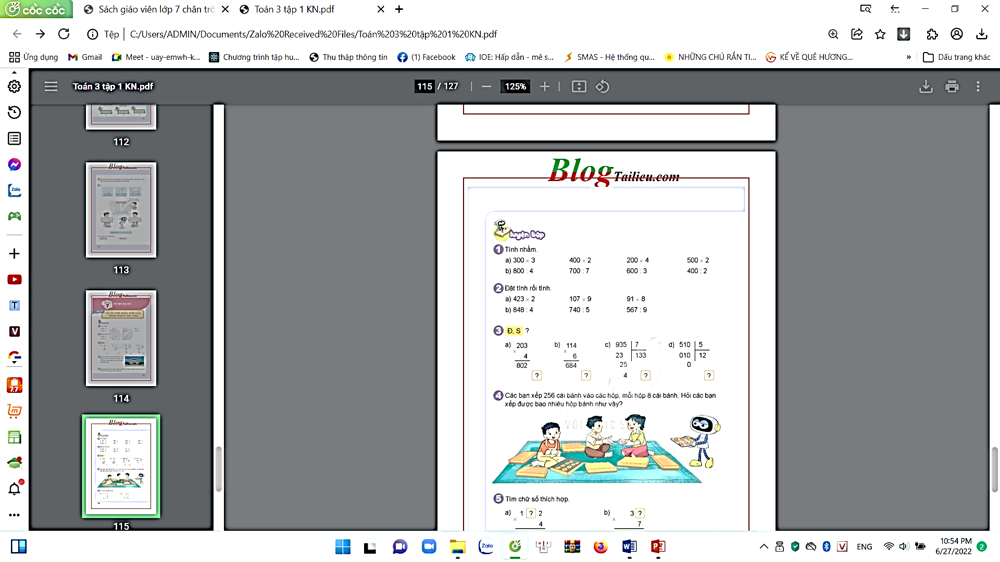 cốc cốc
Sách giáo viên lớp 7 chân trờ
Toán 3 tập 1 KN.pdf
Tệp
C:/Users/ADMIN/Documents/Zalo%20Received%20Files/Toán%203%20tập%201%20KN.pdf
Ứng dụng
Gmail
Meet - uay-emwh-k...
Chương trình tập hu...
Thu thập thông tin
(1) Facebook
IOE: Hấp dẫn - mê s...
SMAS - Hệ thống qu...
NHỮNG CHÚ RẮN TI...
KỂ VỀ QUÊ HƯƠNG...
»
Dấu trang khác
Toán 3 tập 1 KN.pdf
115 / 127
125%
112
113
114
115
Blog Tailieu.com
Luyện tập
1 Tính nhẩm.
a) 300 × 3 400 × 2 200 × 4 500 × 2
b) 800 : 4 700 : 7 600 : 3 400 : 2
2 Đặt tính rồi tính.
a) 423 × 2 107 × 9 91 × 8
b) 848 : 4 740 : 5 567 : 9
3 Đ, S ?
a) 203 b) 114 c) 935 7 d) 510 5
× 4 × 6 23 133 010 12
802 684 25 0
? ? 4 ? ?
4 Các bạn xếp 256 cái bánh vào các hộp, mỗi hộp 8 cái bánh. Hỏi các bạn
xếp được bao nhiêu hộp bánh như vậy?
5 Tìm chữ số thích hợp.
a) 1 ? 2 b) 3 ?
× 4 × 7
Zalo
ENG
10:54 PM
6/27/2022
2